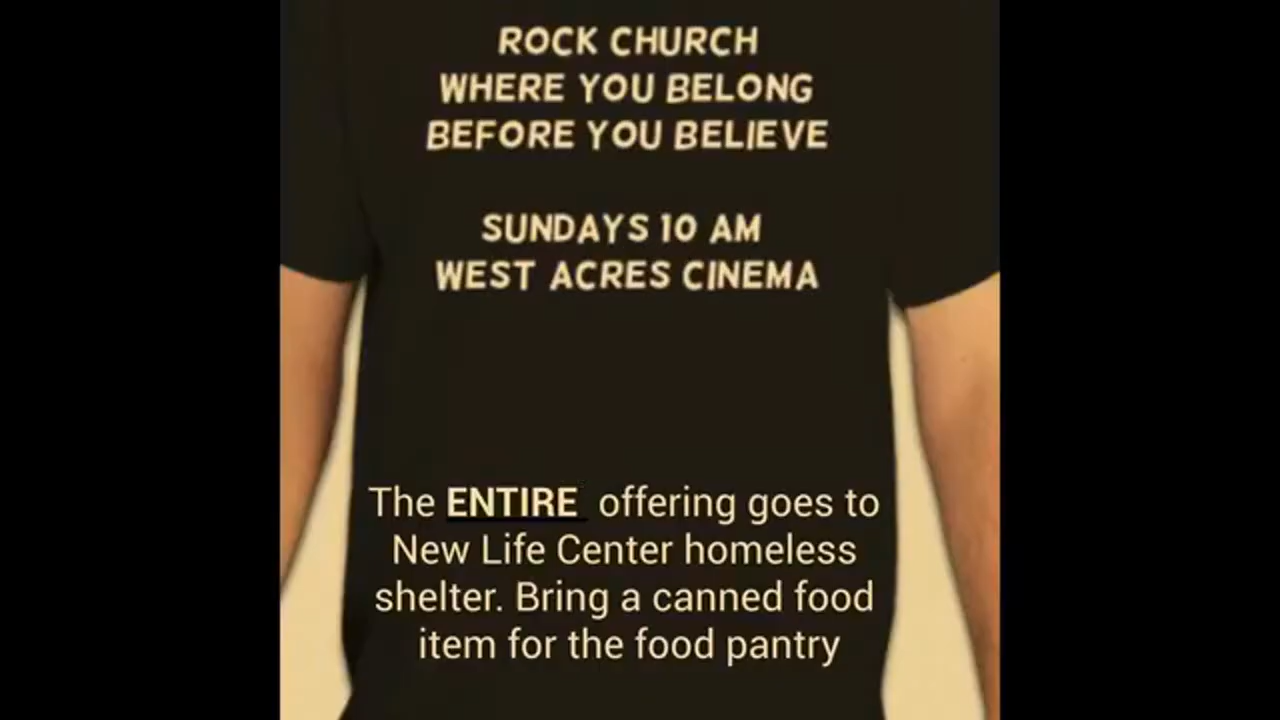 ROCK CHURCH
WHERE YOU BELONG
BEFORE YOU BELIEVE
SUNDAYS 10 AM
WEST ACRES CINEMA
The ENTIRE offering goes to
New Life Center homeless
shelter. Bring a canned food
item for the food pantry